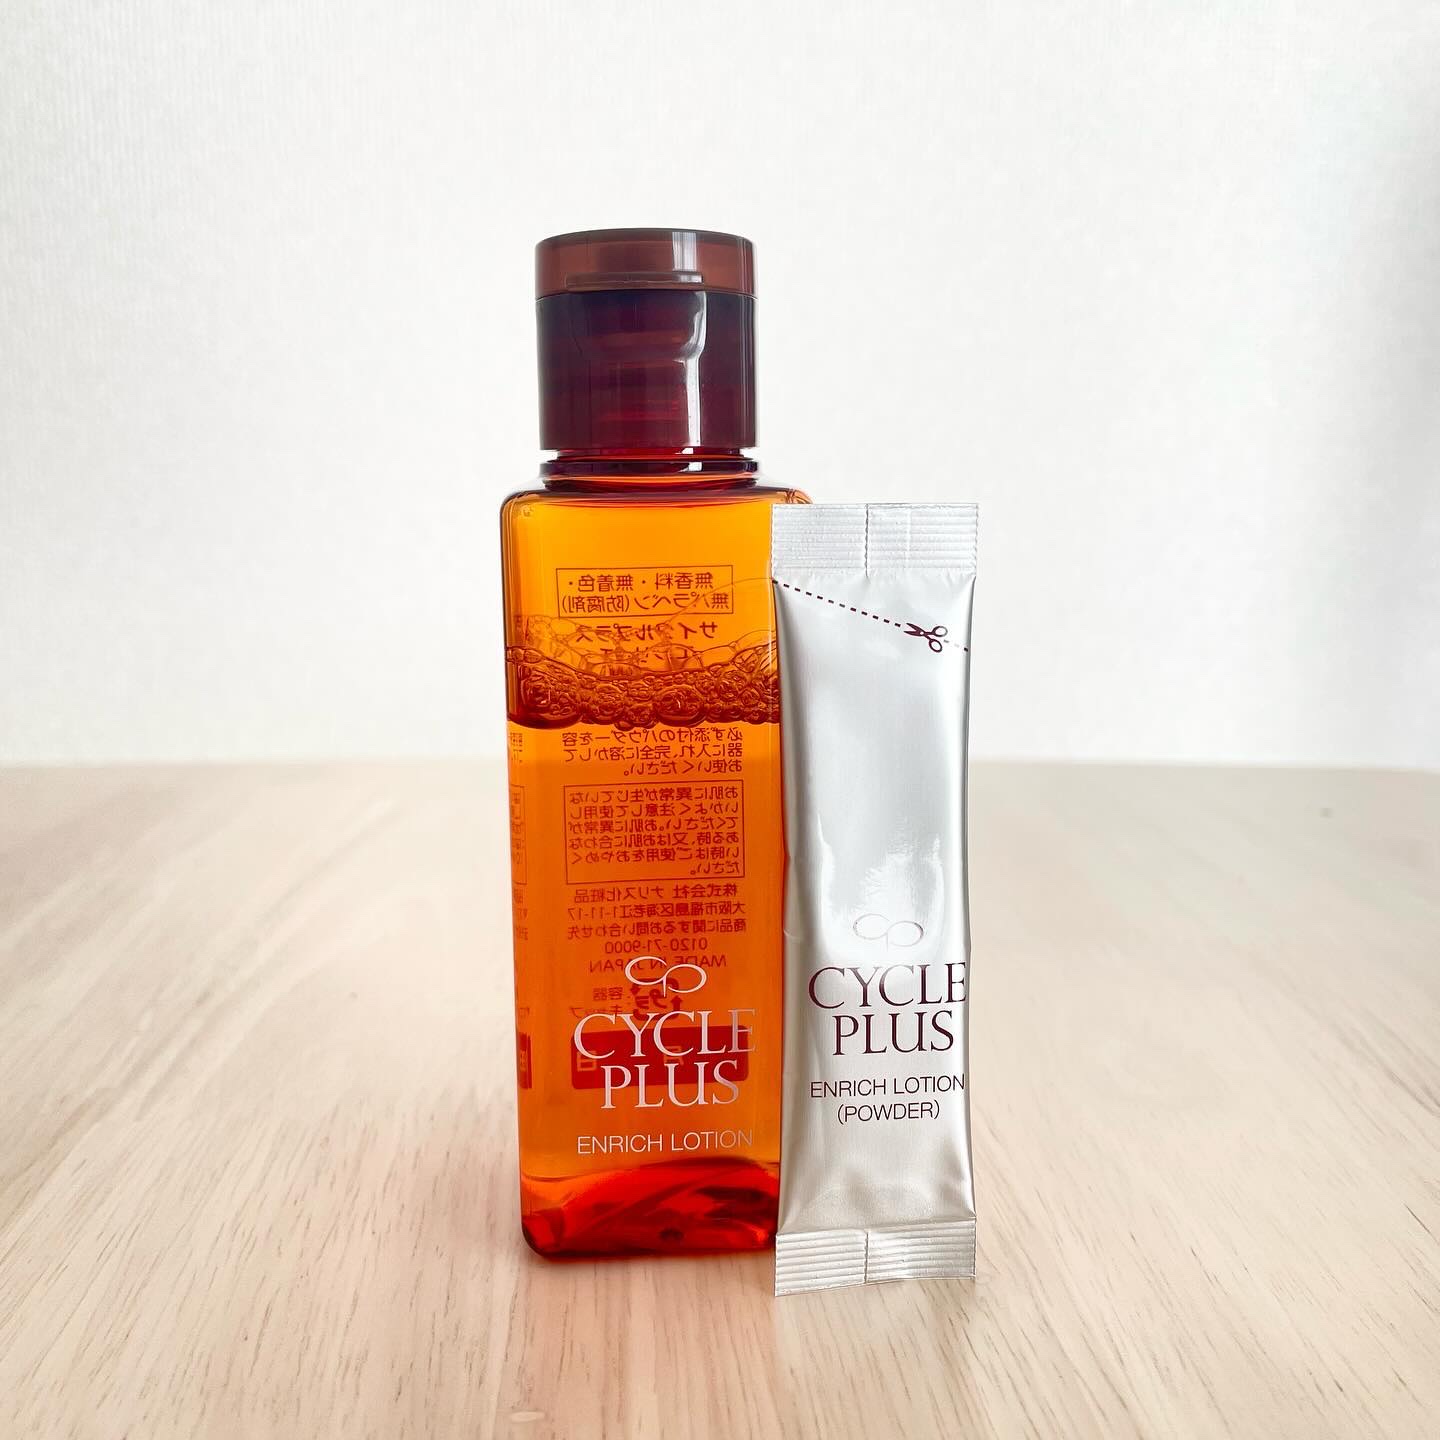 無香料・無着色・
無パラベン(防腐剤)
サイクルプラス
必ず添付のパウダーを容
器に入れ、完全に溶かして
お使いください。
お肌に異常が生じていな
いかよく注意して使用し
てください。お肌に異常が
ある時、又はお肌に合わな
い時はご使用をおやめく
ださい。
株式会社 ナリス化粧品
大阪市福島区海老江1-11-17
商品に関するお問い合わせ先
0120-71-9000
MADE IN JAPAN
プラ
容器
キャップ
CYCLE
PLUS
ENRICH LOTION
CYCLE
PLUS
ENRICH LOTION
(POWDER)